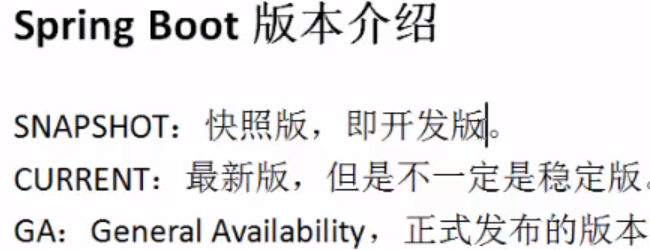 Spring Boot 版本介绍
SNAPSHOT：快照版，即开发版。
CURRENT：最新版，但是不一定是稳定版。
GA：General Availability，正式发布的版本